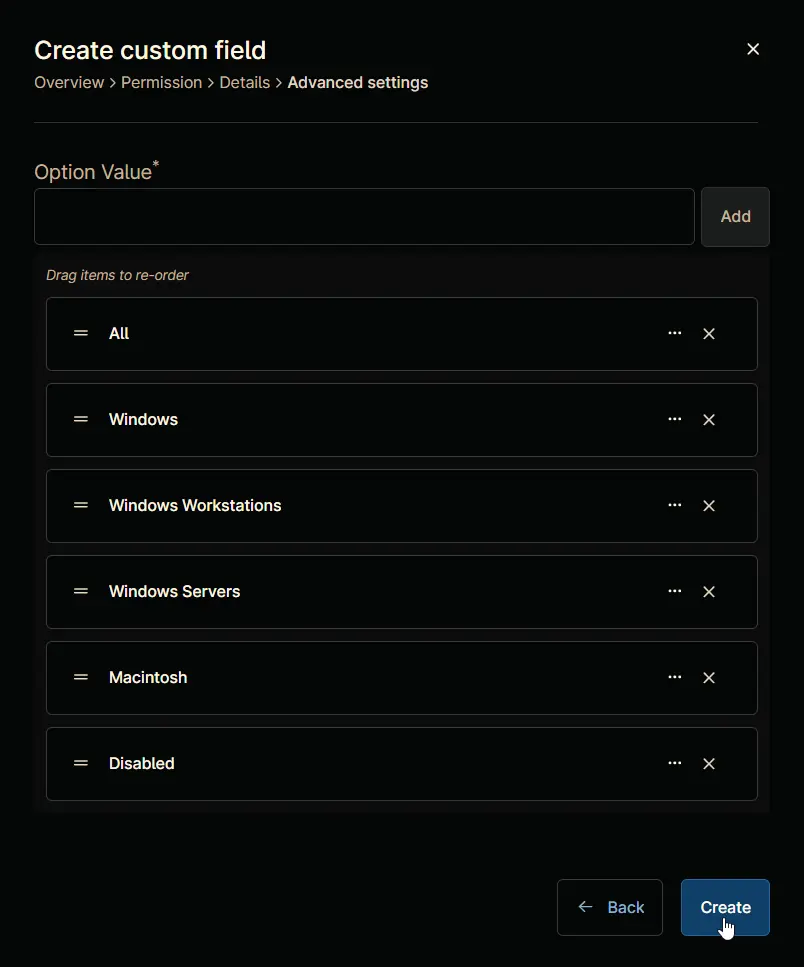 Create custom field
Overview > Permission > Details > Advanced settings
Option Value*
Add
Drag items to re-order
All
Windows
Windows Workstations
Windows Servers
Macintosh
Disabled
Back
Create